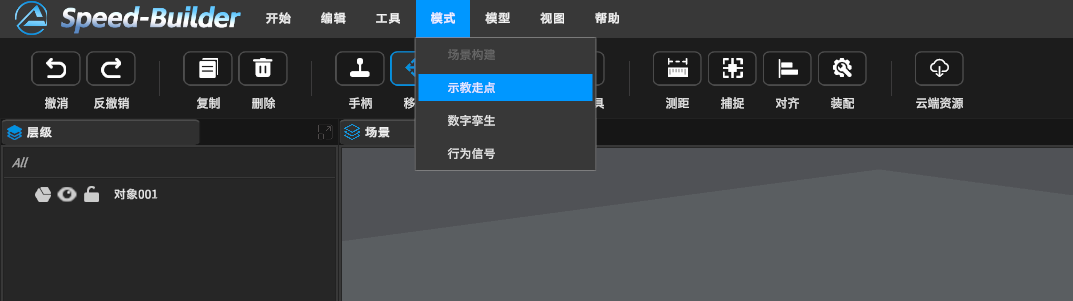 Speed-Builder 开始 编辑 工具 模式 模型 视图 帮助
场景构建
示教走点
数字孪生
行为信号
撤消 反撤销 复制 删除 手柄 移 具 测距 捕捉 对齐 装配 云端资源
层级 场景
All
对象001